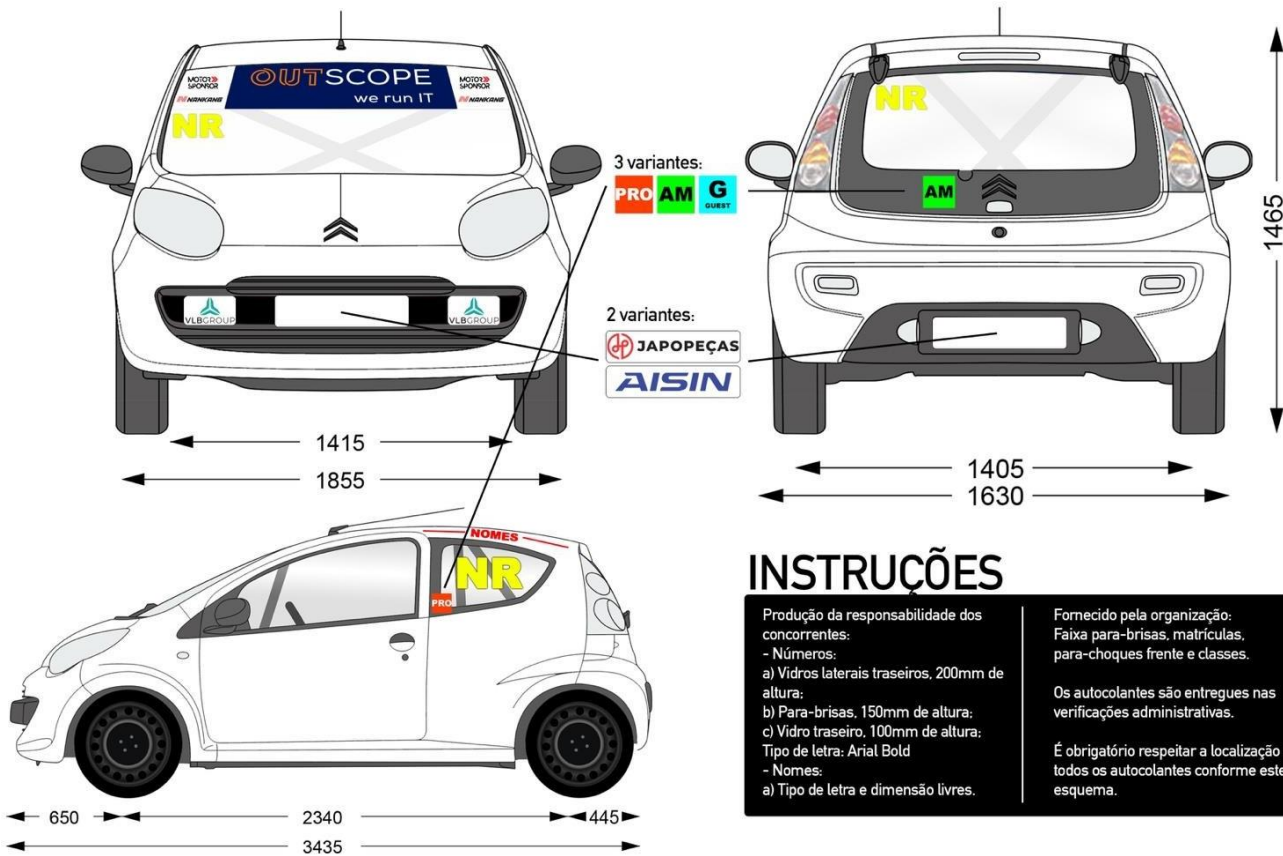 OUTSCOPE
we run IT
MOTOR
SPONSOR
NANKANG
MOTOR
SPONSOR
NANKANG
NR
VLBGROUP
VLBGROUP
1415
1855
3 variantes:
PRO AM G
GUEST
2 variantes:
JAPOPEÇAS
AISIN
NR
AM
1465
1405
1630
NOMES
NR
PRO
650
2340
445
3435
INSTRUÇÕES
Produção da responsabilidade dos
concorrentes:
- Números:
a) Vidros laterais traseiros, 200mm de
altura;
b) Para-brisas, 150mm de altura;
c) Vidro traseiro, 100mm de altura;
Tipo de letra: Arial Bold
- Nomes:
a) Tipo de letra e dimensão livres.
Fornecido pela organização:
Faixa para-brisas, matrículas,
para-choques frente e classes.
Os autocolantes são entregues nas
verificações administrativas.
É obrigatório respeitar a localização
todos os autocolantes conforme este
esquema.